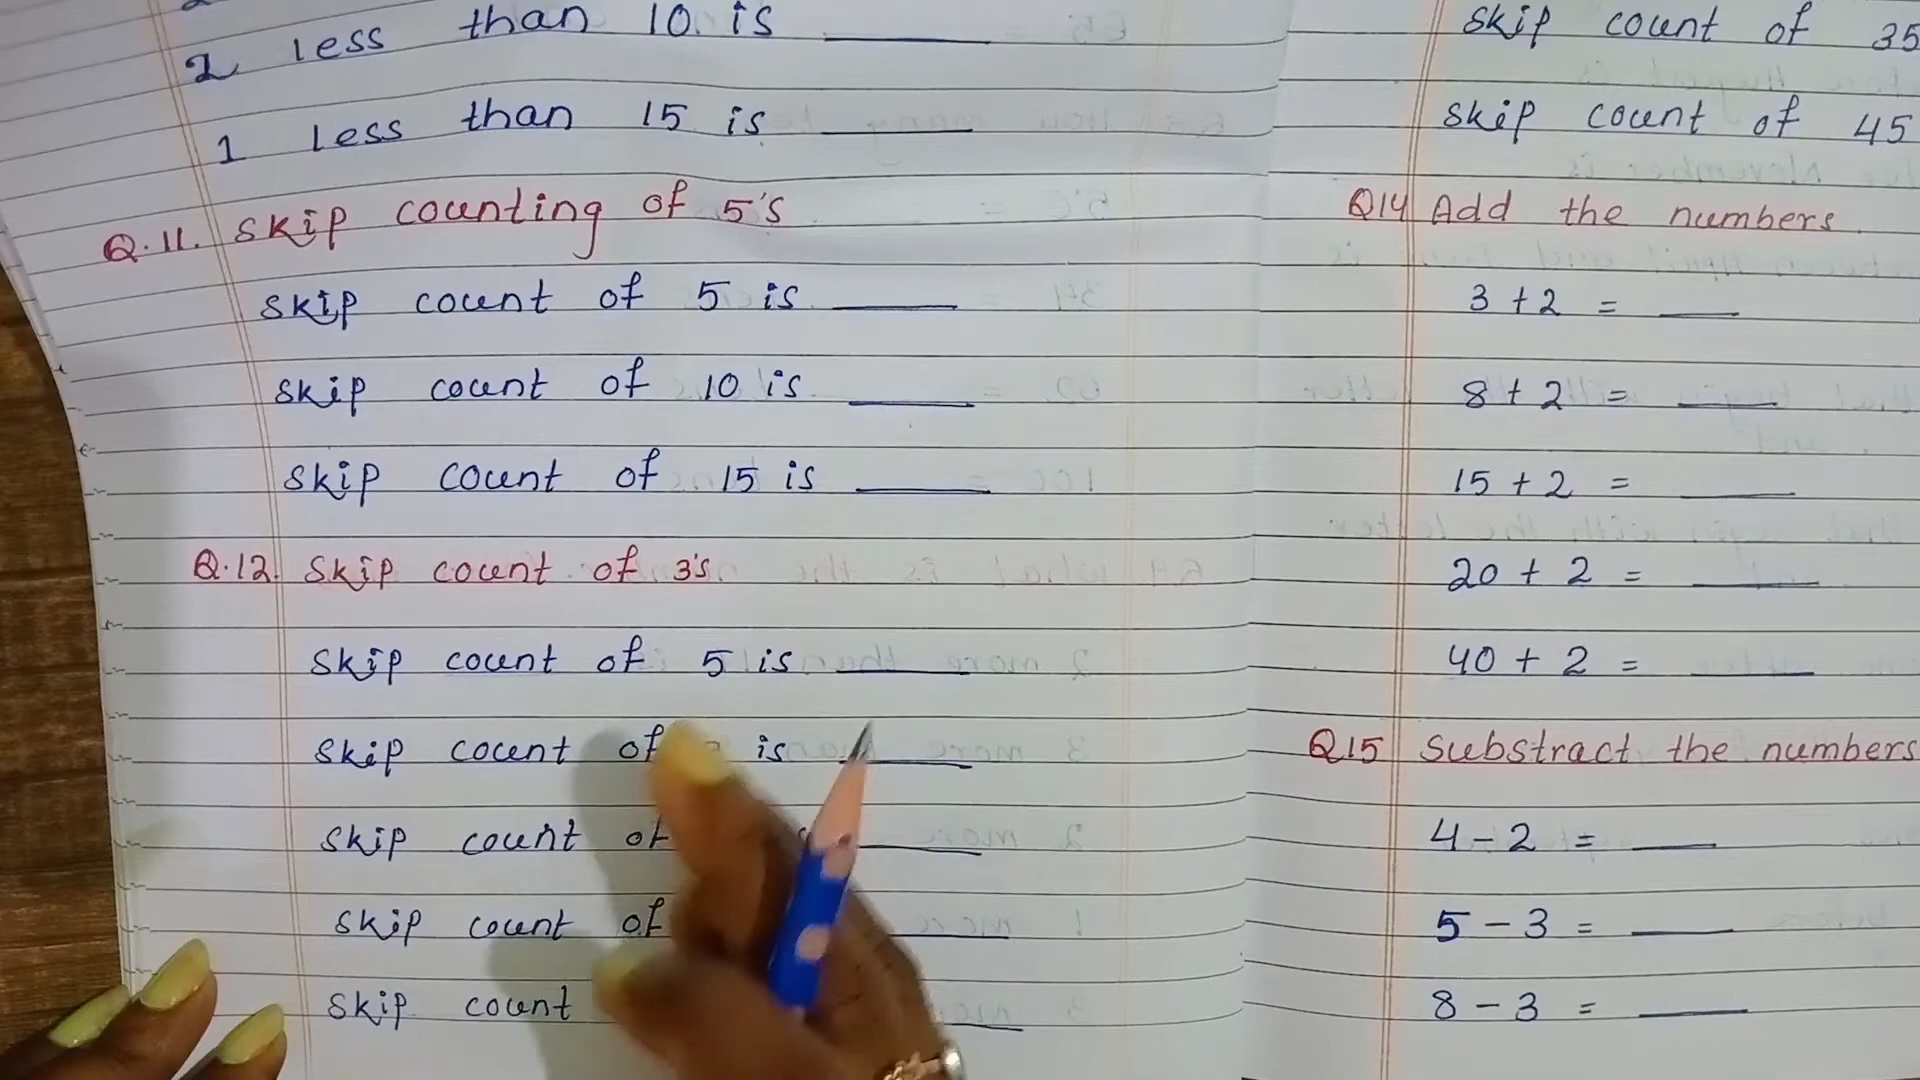 2 less than 10 is
1 less than 15 is
Q.11. Skip counting of 5's
Skip count of 5 is
Skip count of 10 is
Skip count of 15 is
Q.12. Skip count of 3's
Skip count of 5 is
Skip count of is
Skip count of
Skip count of
Skip count
Skip count of 35
Skip count of 45
Q14 Add the numbers.
3 + 2 =
8 + 2 =
15 + 2 =
20 + 2 =
40 + 2 =
Q15 Substract the numbers
4 - 2 =
5 - 3 =
8 - 3 =